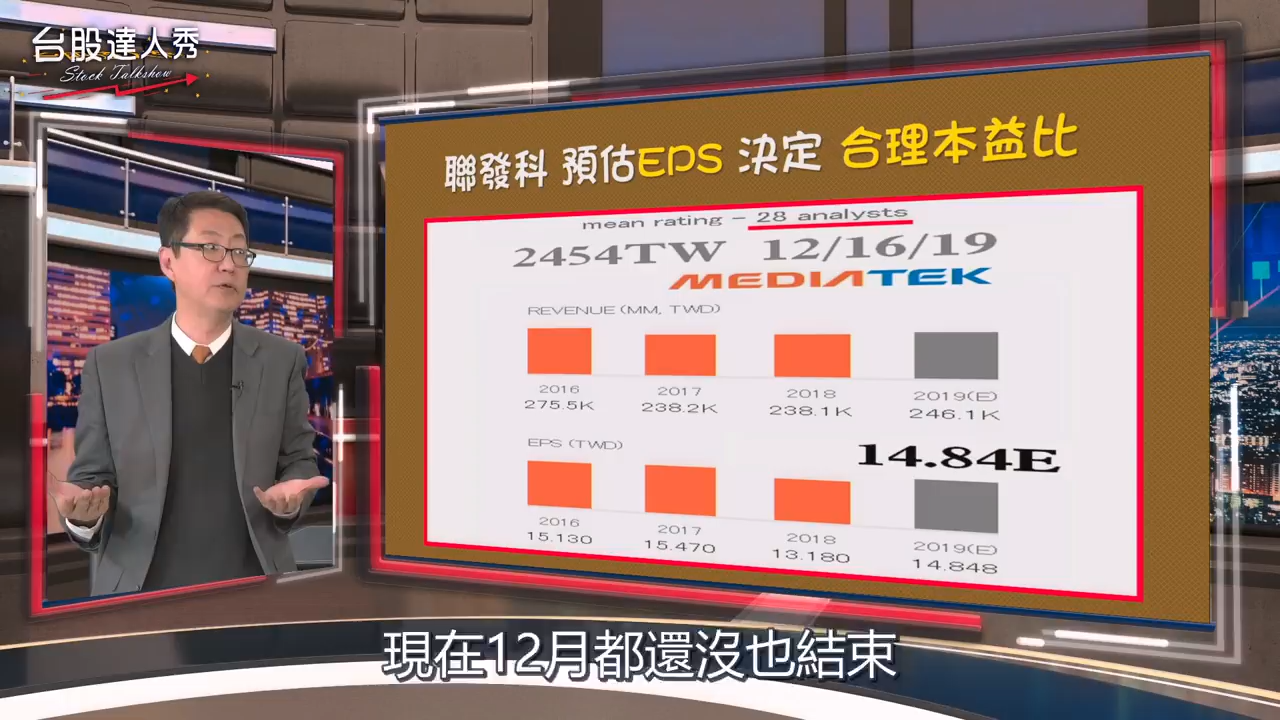 台股達人秀
Stock Talkshow
聯發科 預估EPS 決定 合理本益比
mean rating - 28 analysts
2454TW 12/16/19
MEDIATEK
REVENUE (MM, TWD)
2016 2017 2018 2019(E)
275.5K 238.2K 238.1K 246.1K
EPS (TWD)
14.84E
2016 2017 2018 2019(E)
15.130 15.470 13.180 14.848
現在12月都還沒也結束